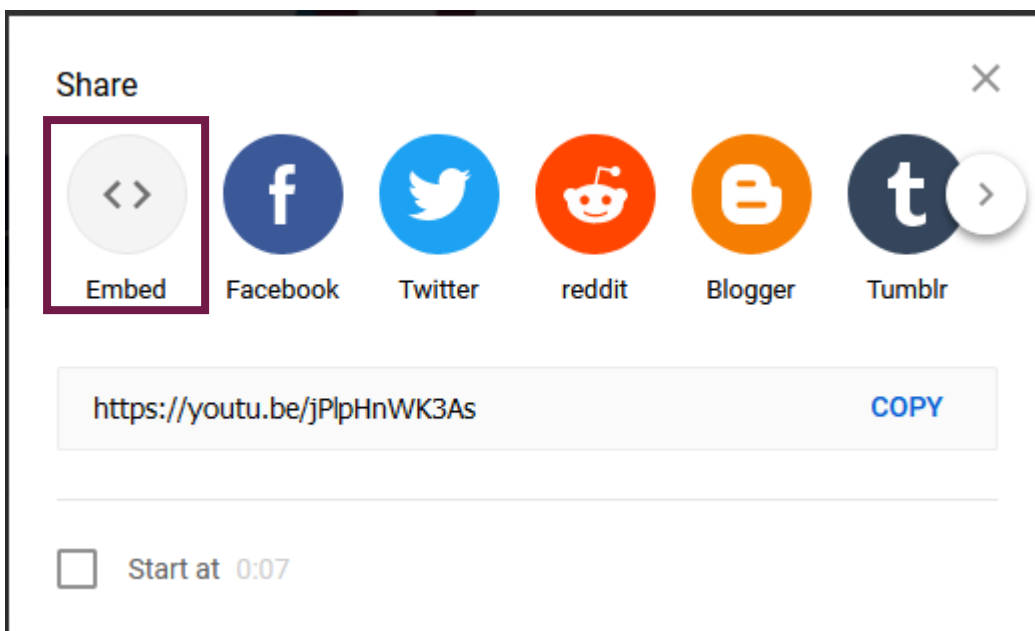 Share
Embed Facebook Twitter reddit Blogger Tumblr
https://youtu.be/jPlpHnWK3As COPY
Start at 0:07